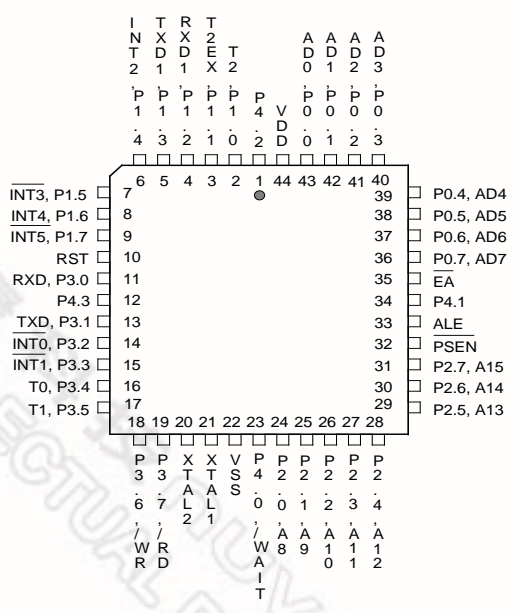 INT2,P1.4
TXD1,P1.3
RXD1,P1.2
T2EX,P1.1
T2,P1.0
P4.2
VDD
AD0,P0.0
AD1,P0.1
AD2,P0.2
AD3,P0.3
6 5 4 3 2 1 44 43 42 41 40
INT3, P1.5 7
INT4, P1.6 8
INT5, P1.7 9
RST 10
RXD, P3.0 11
P4.3 12
TXD, P3.1 13
INT0, P3.2 14
INT1, P3.3 15
T0, P3.4 16
T1, P3.5 17
39 P0.4, AD4
38 P0.5, AD5
37 P0.6, AD6
36 P0.7, AD7
35 EA
34 P4.1
33 ALE
32 PSEN
31 P2.7, A15
30 P2.6, A14
29 P2.5, A13
18 19 20 21 22 23 24 25 26 27 28
P3.6,/WR
P3.7,/RD
XTAL2
XTAL1
VSS
P4.0,/WAIT
P2.0,A8
P2.1,A9
P2.2,A10
P2.3,A11
P2.4,A12